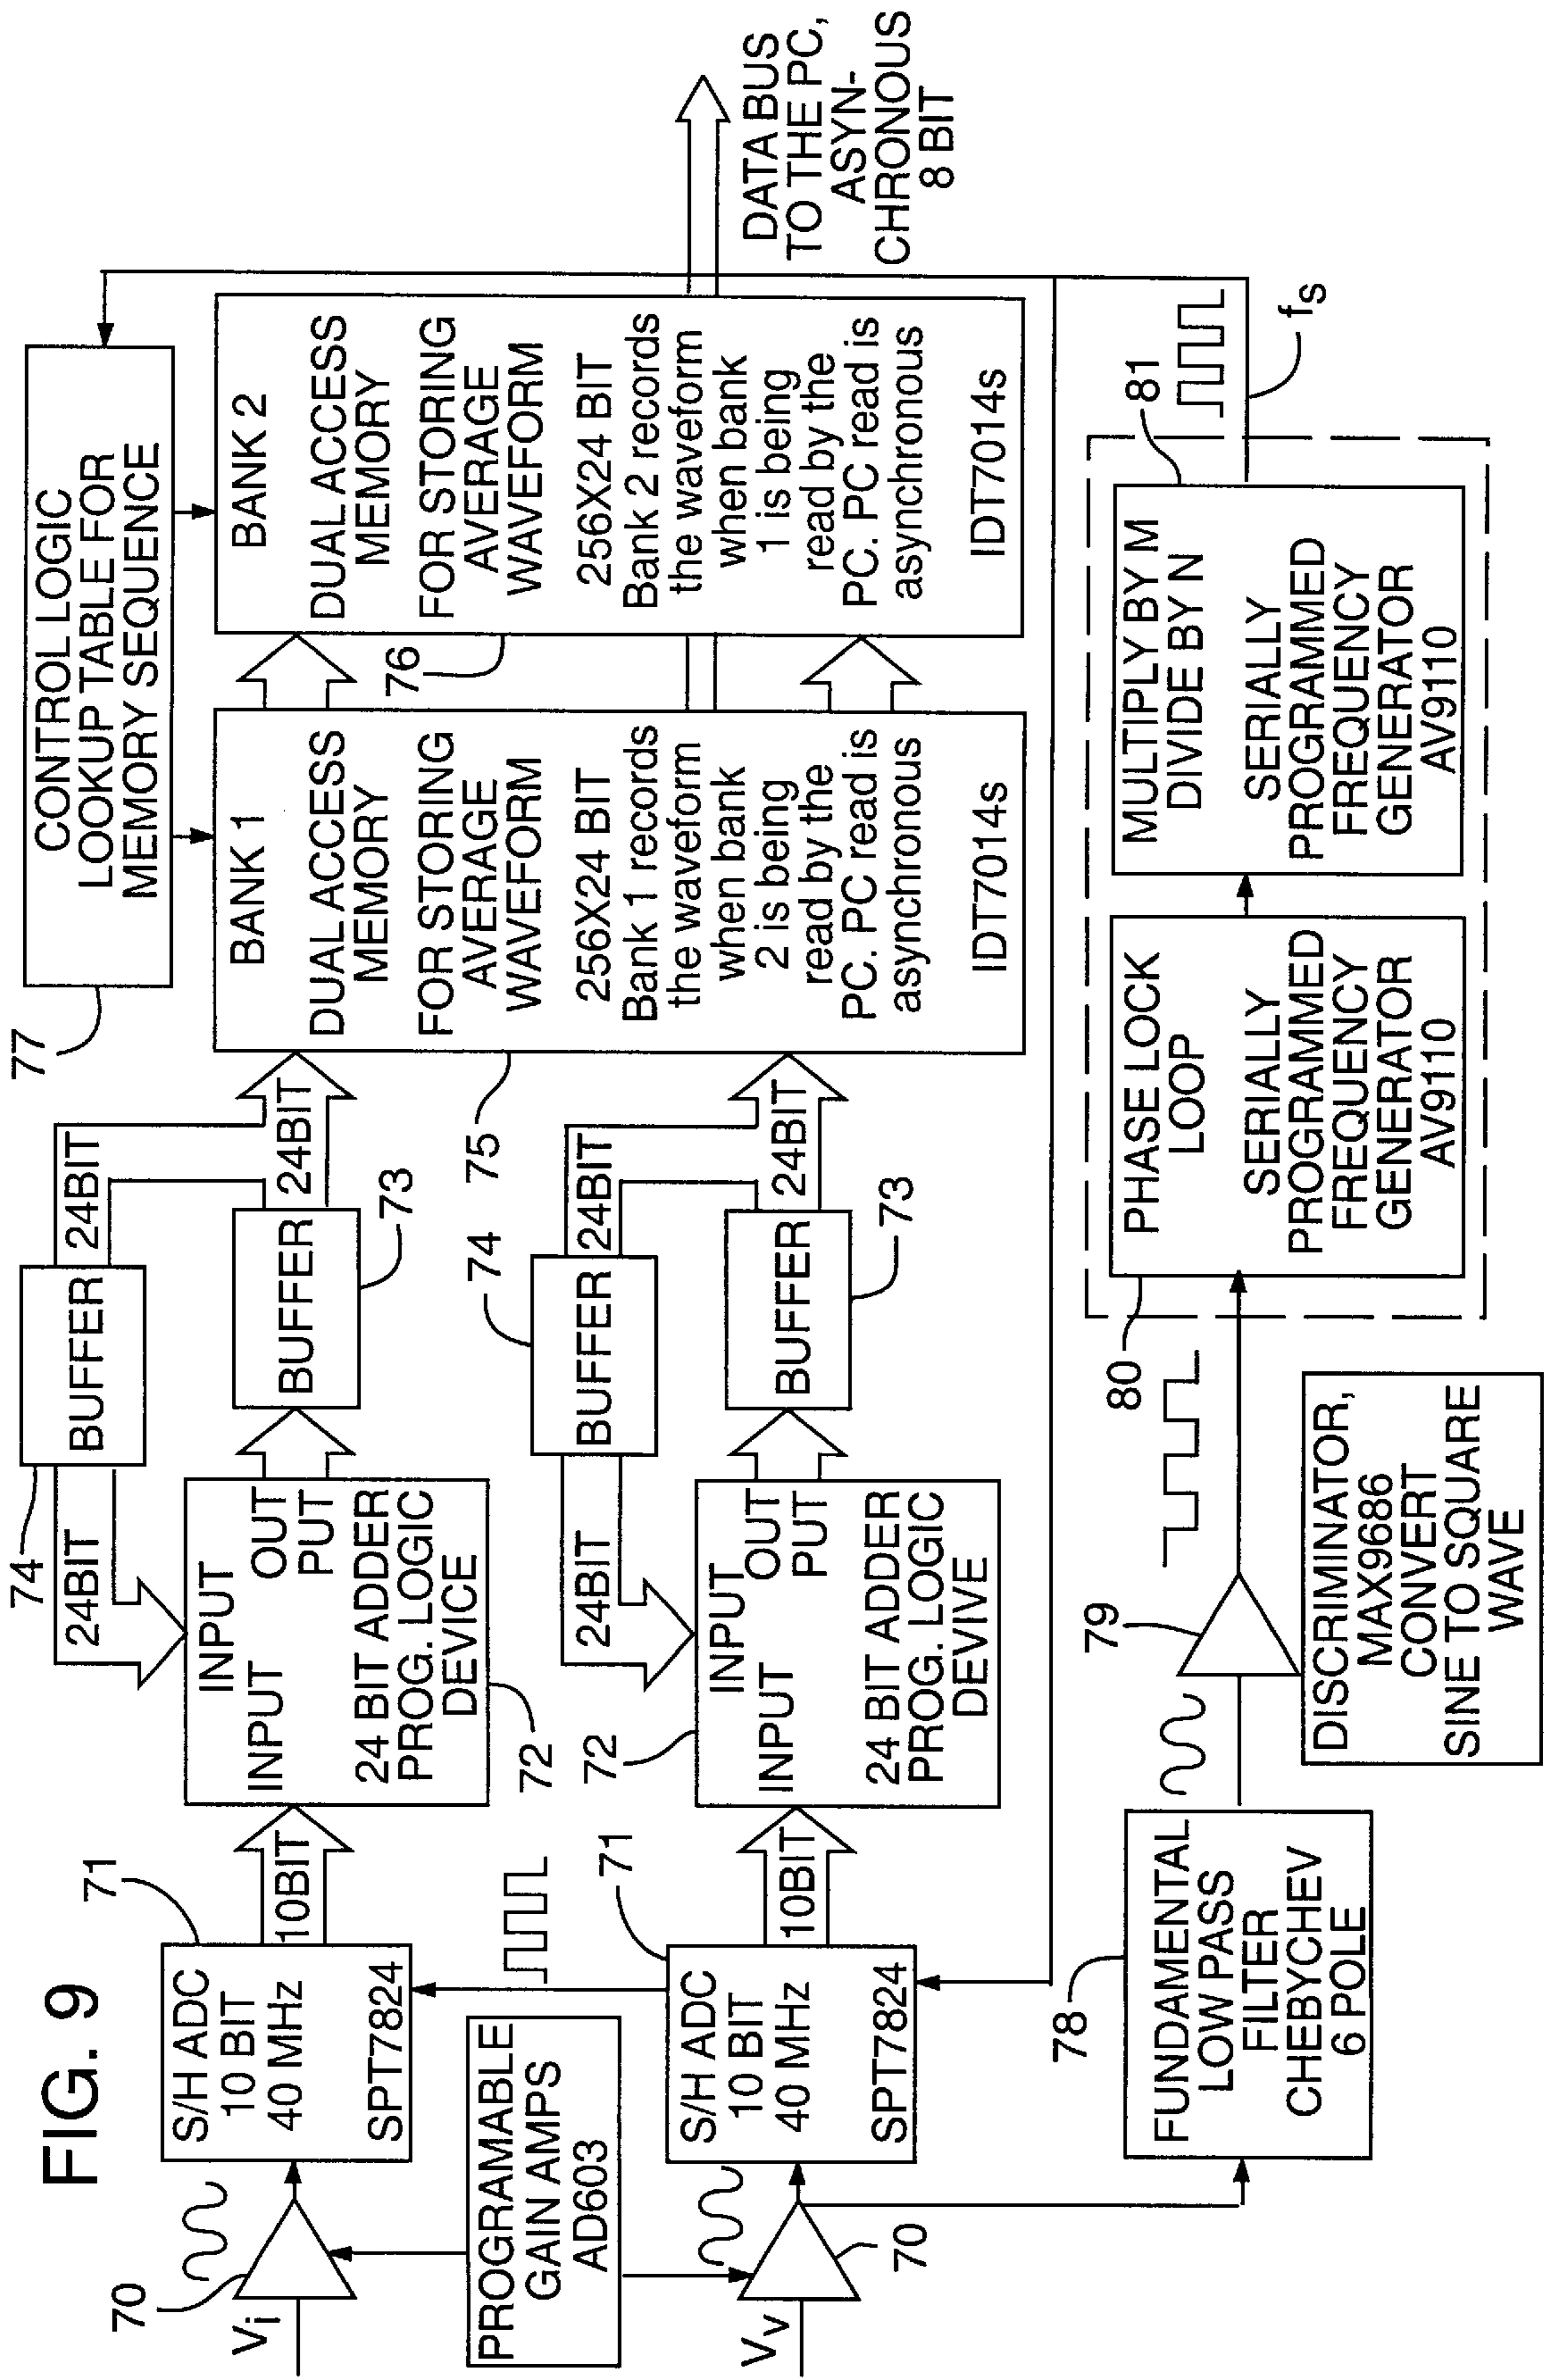 FIG. 9
77
CONTROL LOGIC
LOOKUP TABLE FOR
MEMORY SEQUENCE
74
BUFFER
24BIT
24BIT
70
Vi
71
S/H ADC
10 BIT
40 MHz
SPT7824
10BIT
INPUT
INPUT
OUT
PUT
24 BIT ADDER
PROG. LOGIC
DEVICE
72
BUFFER
73
24BIT
BANK 1
DUAL ACCESS
MEMORY
FOR STORING
AVERAGE
WAVEFORM
256X24 BIT
Bank 1 records
the waveform
when bank
2 is being
read by the
PC. PC read is
asynchronous
IDT7014s
75
BANK 2
DUAL ACCESS
MEMORY
FOR STORING
AVERAGE
WAVEFORM
256X24 BIT
Bank 2 records
the waveform
when bank
1 is being
read by the
PC. PC read is
asynchronous
IDT7014s
76
DATA BUS
TO THE PC,
ASYN-
CHRONOUS
8 BIT
PROGRAMABLE
GAIN AMPS
AD603
74
BUFFER
24BIT
24BIT
Vv
70
71
S/H ADC
10 BIT
40 MHz
SPT7824
10BIT
72
INPUT
INPUT
OUT
PUT
24 BIT ADDER
PROG. LOGIC
DEVIVE
BUFFER
73
24BIT
78
FUNDAMENTAL
LOW PASS
FILTER
CHEBYCHEV
6 POLE
79
DISCRIMINATOR,
MAX9686
CONVERT
SINE TO SQUARE
WAVE
80
PHASE LOCK
LOOP
SERIALLY
PROGRAMMED
FREQUENCY
GENERATOR
AV9110
81
MULTIPLY BY M
DIVIDE BY N
SERIALLY
PROGRAMMED
FREQUENCY
GENERATOR
AV9110
fs